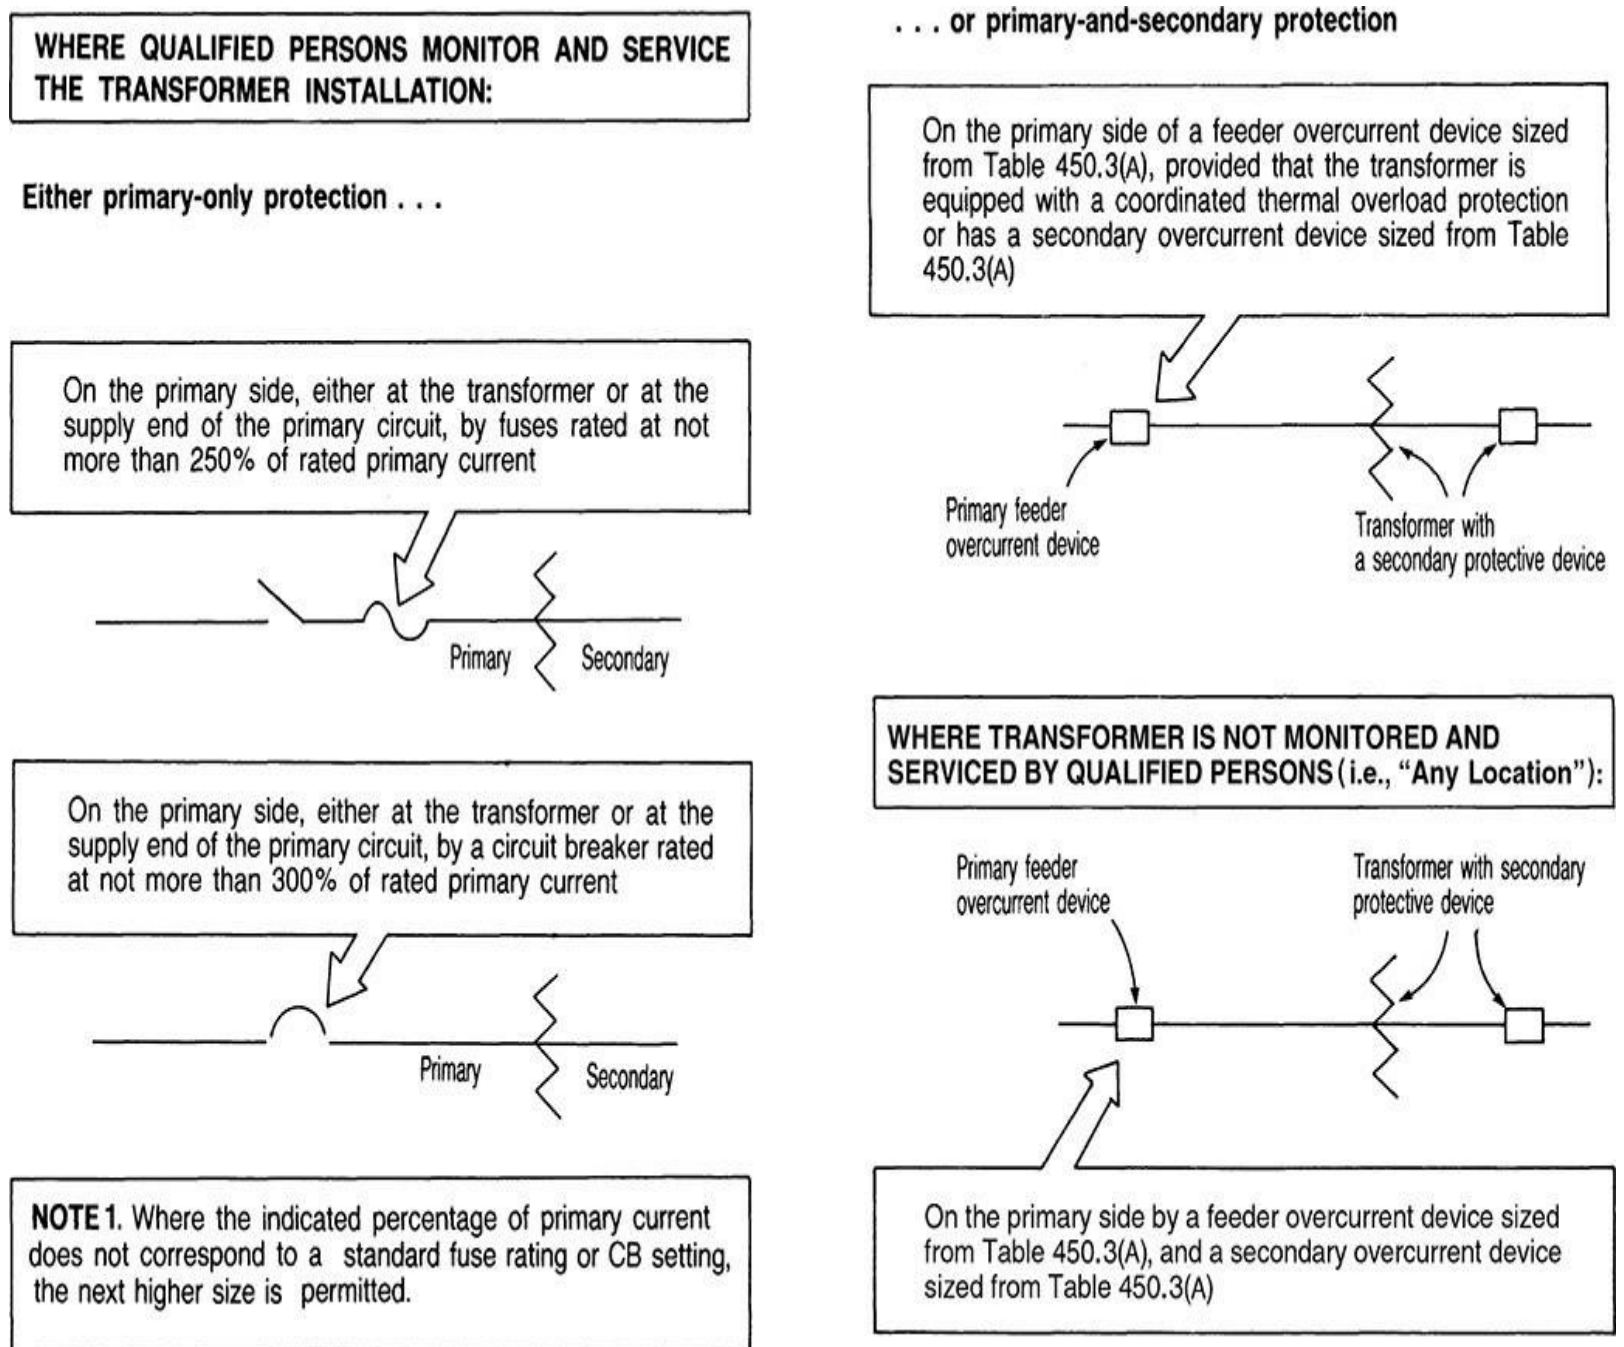 WHERE QUALIFIED PERSONS MONITOR AND SERVICE
THE TRANSFORMER INSTALLATION:
Either primary-only protection . . .
On the primary side, either at the transformer or at the
supply end of the primary circuit, by fuses rated at not
more than 250% of rated primary current
Primary
Secondary
On the primary side, either at the transformer or at the
supply end of the primary circuit, by a circuit breaker rated
at not more than 300% of rated primary current
Primary
Secondary
NOTE 1. Where the indicated percentage of primary current
does not correspond to a standard fuse rating or CB setting,
the next higher size is permitted.
. . . or primary-and-secondary protection
On the primary side of a feeder overcurrent device sized
from Table 450.3(A), provided that the transformer is
equipped with a coordinated thermal overload protection
or has a secondary overcurrent device sized from Table
450.3(A)
Primary feeder
overcurrent device
Transformer with
a secondary protective device
WHERE TRANSFORMER IS NOT MONITORED AND
SERVICED BY QUALIFIED PERSONS (i.e., “Any Location”):
Primary feeder
overcurrent device
Transformer with secondary
protective device
On the primary side by a feeder overcurrent device sized
from Table 450.3(A), and a secondary overcurrent device
sized from Table 450.3(A)